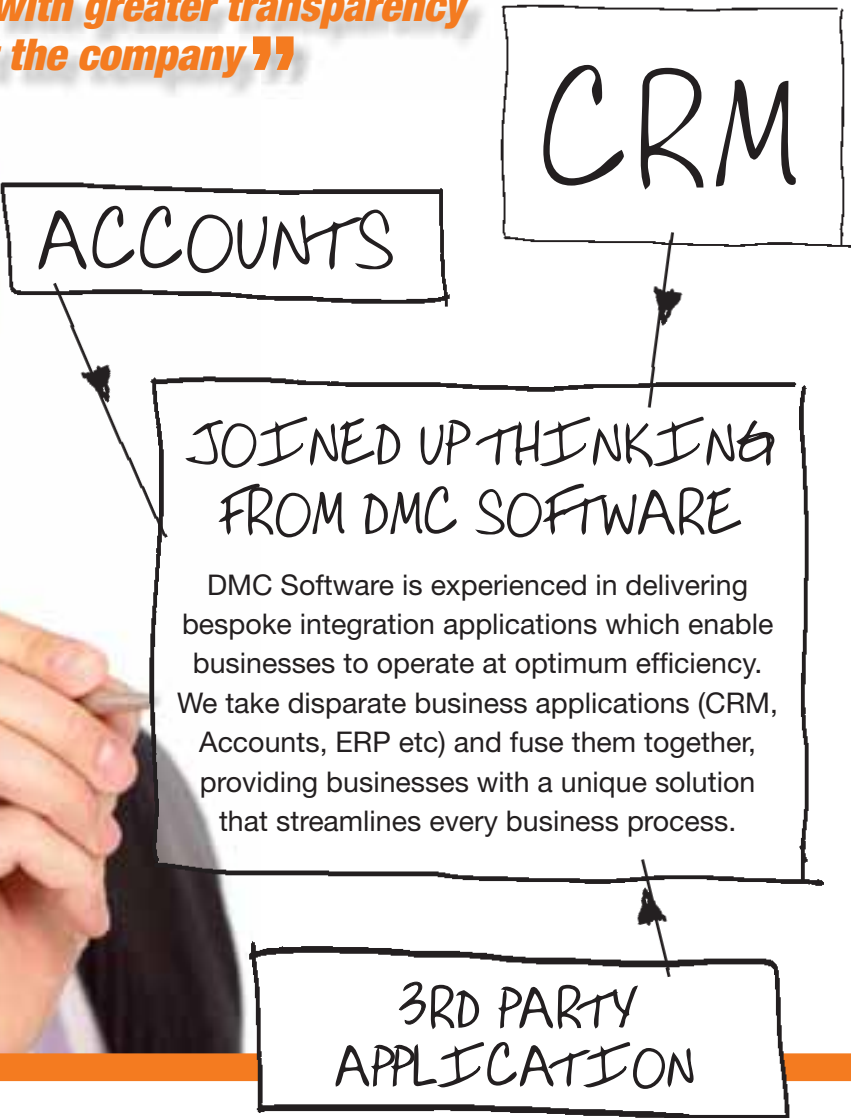 with greater transparency
the company”
CRM
ACCOUNTS
JOINED UP THINKING
FROM DMC SOFTWARE
DMC Software is experienced in delivering
bespoke integration applications which enable
businesses to operate at optimum efficiency.
We take disparate business applications (CRM,
Accounts, ERP etc) and fuse them together,
providing businesses with a unique solution
that streamlines every business process.
3RD PARTY
APPLICATION